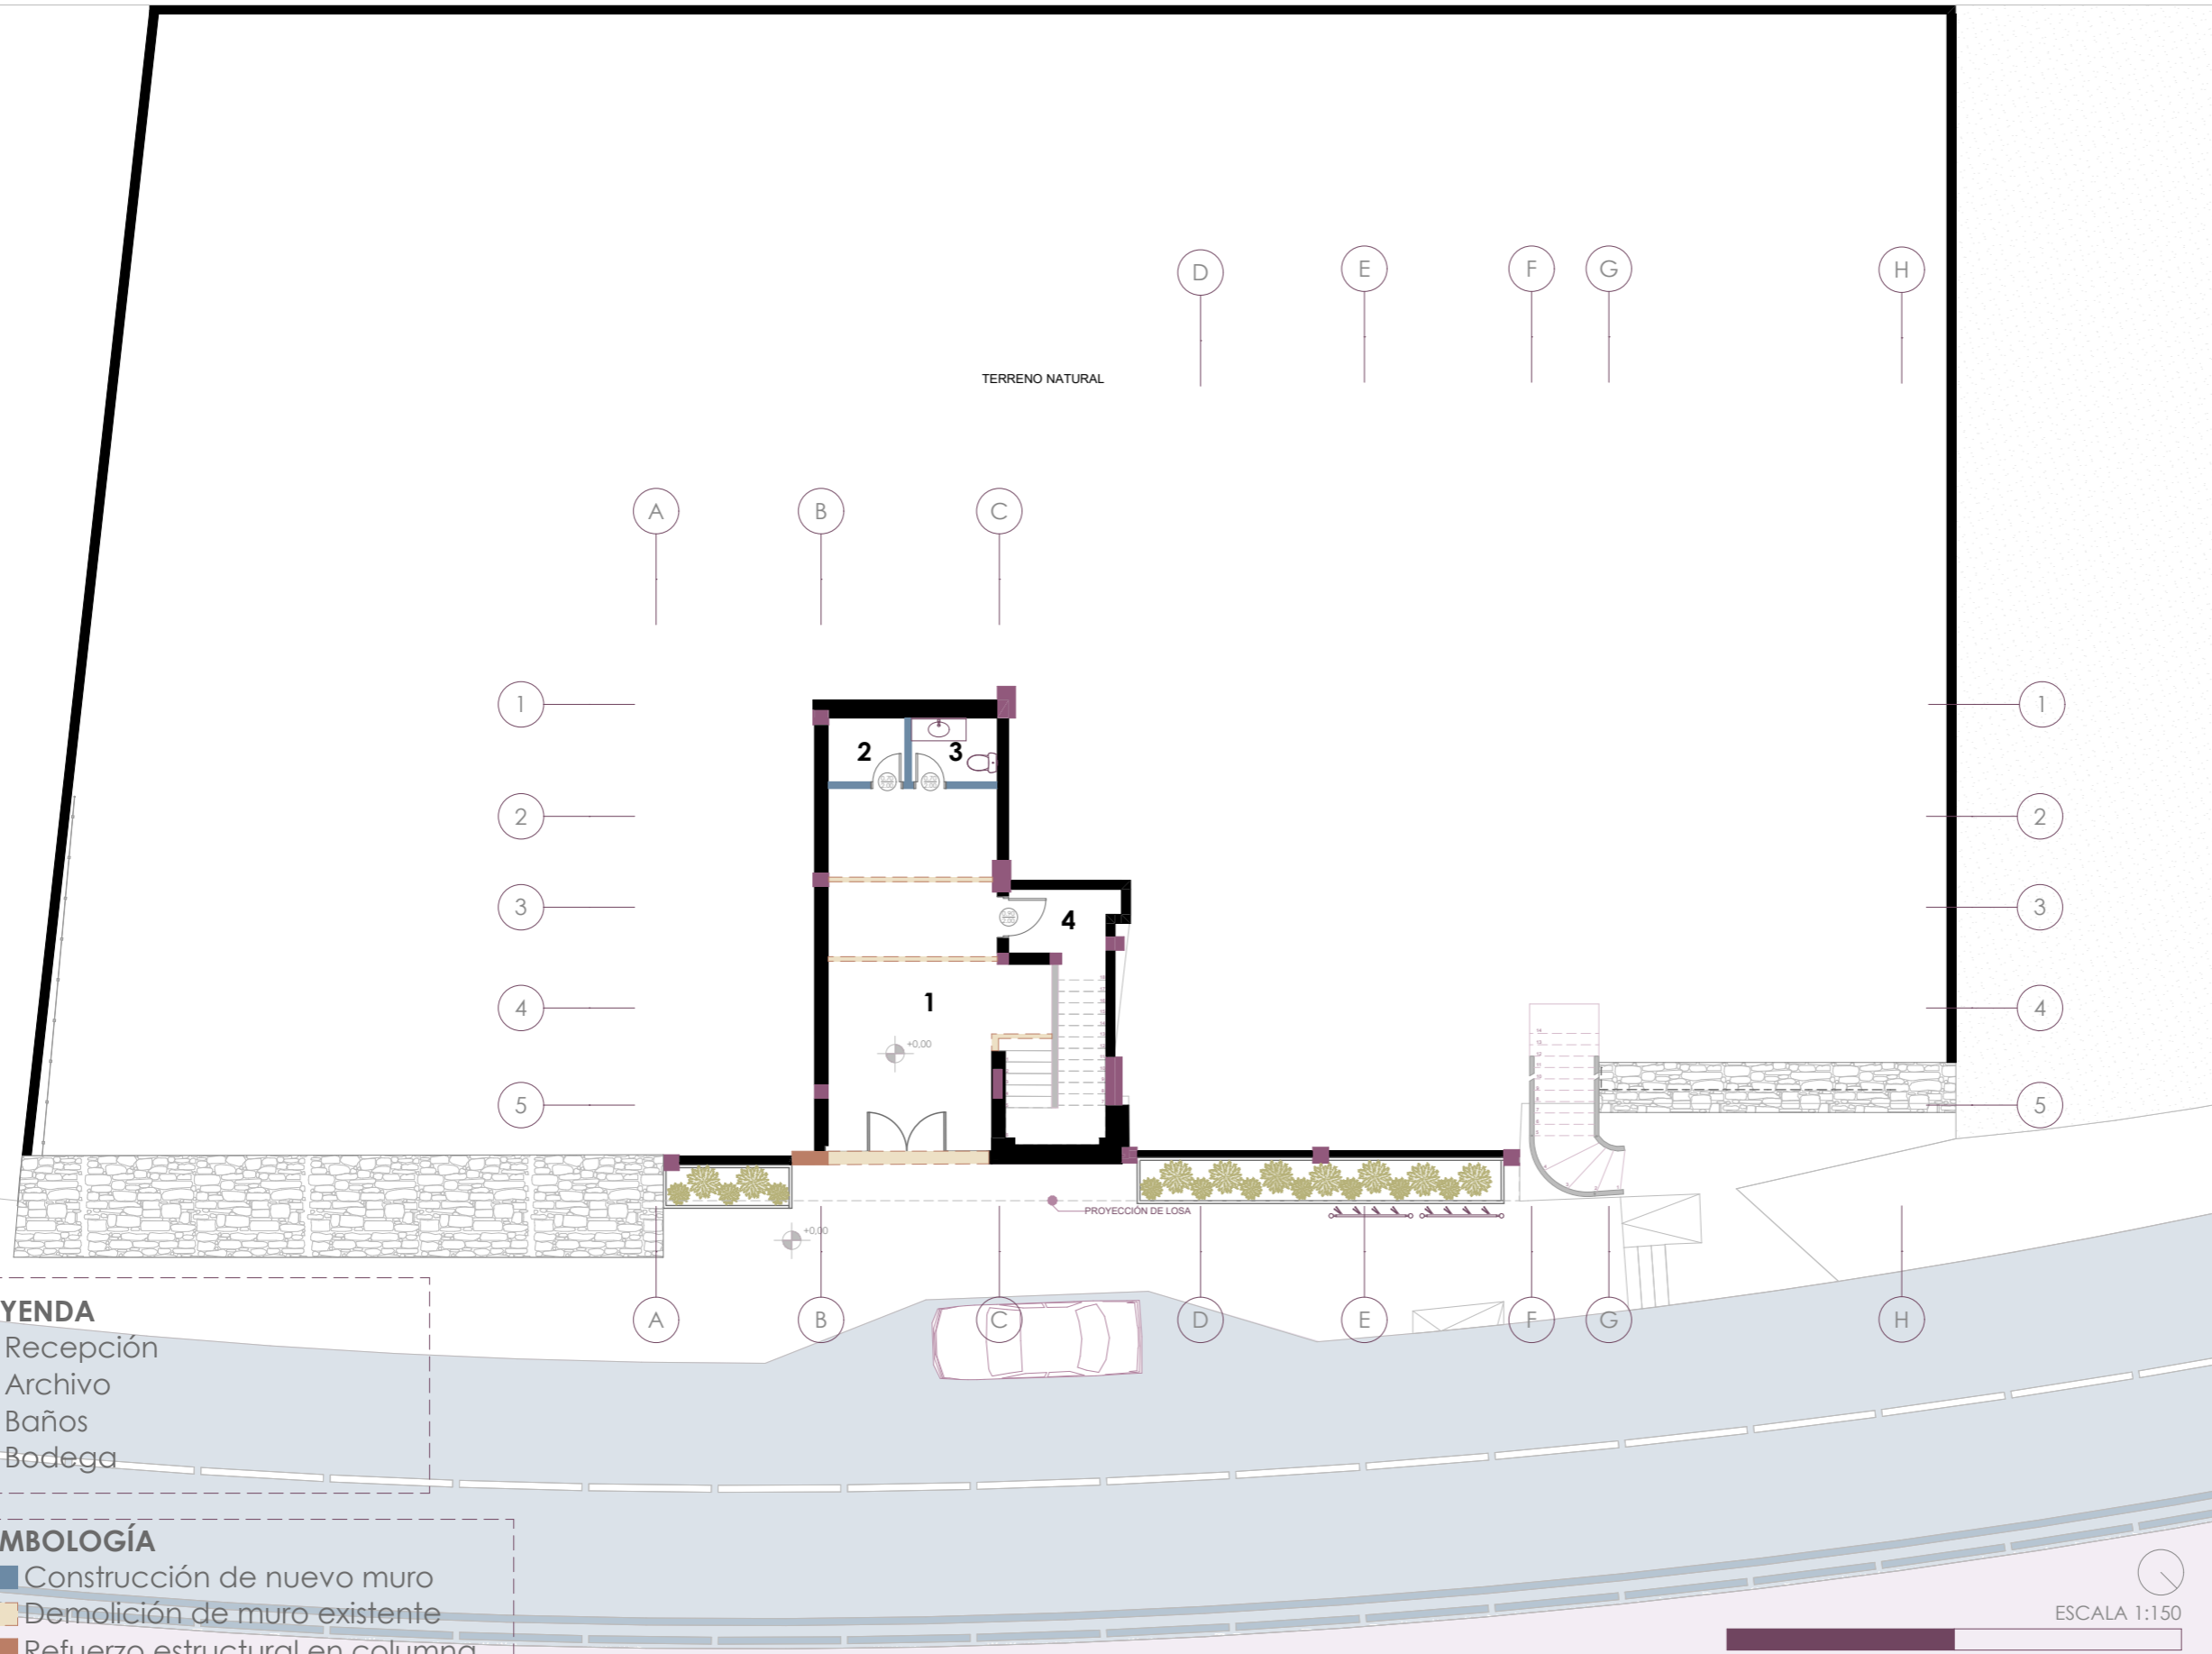 D E F G H
TERRENO NATURAL
A B C
1 1
2 3
2 2
3 4 3
4 1 4
+0,00
5 5
PROYECCIÓN DE LOSA
+0,00
A B C D E F G H
YENDA
Recepción
Archivo
Baños
Bodega
MBOLOGÍA
Construcción de nuevo muro
Demolición de muro existente
Refuerzo estructural en columna
ESCALA 1:150